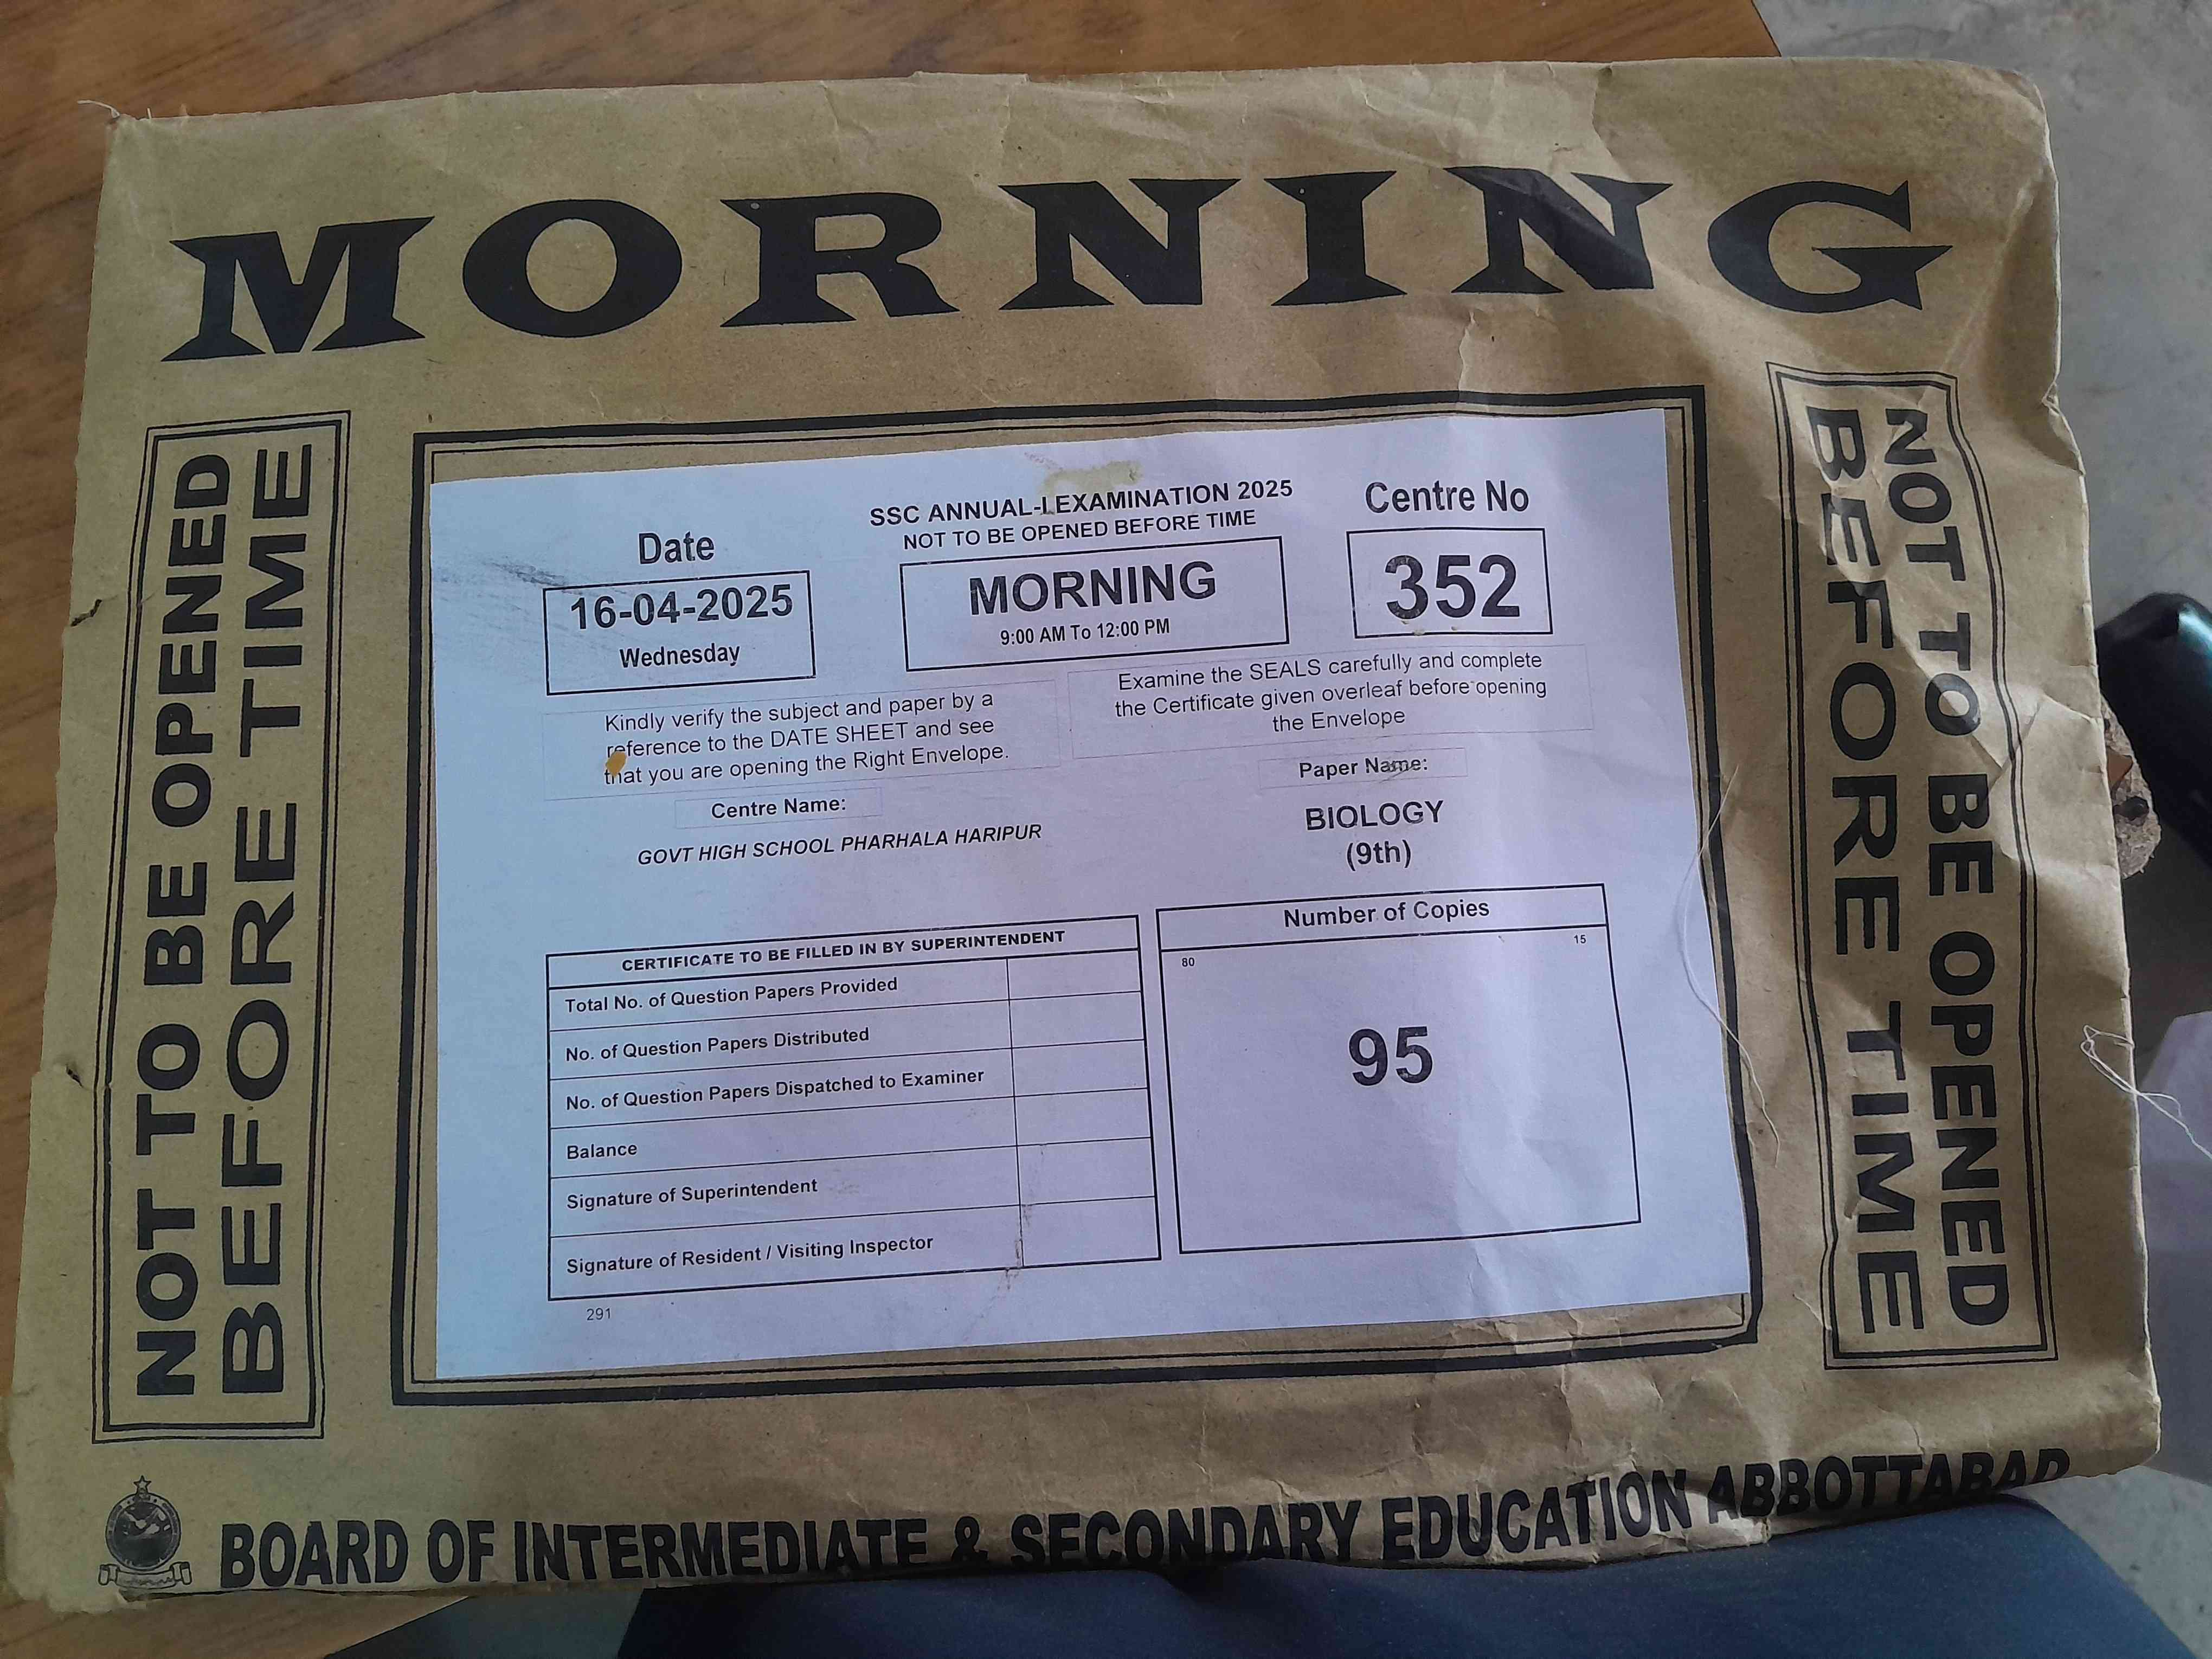 MORNING
NOT TO BE OPENED
BEFORE TIME
SSC ANNUAL-I EXAMINATION 2025
NOT TO BE OPENED BEFORE TIME
Date
16-04-2025
Wednesday
MORNING
9:00 AM To 12:00 PM
Centre No
352
Kindly verify the subject and paper by a
reference to the DATE SHEET and see
that you are opening the Right Envelope.
Examine the SEALS carefully and complete
the Certificate given overleaf before opening
the Envelope
Centre Name:
GOVT HIGH SCHOOL PHARHALA HARIPUR
Paper Name:
BIOLOGY
(9th)
CERTIFICATE TO BE FILLED IN BY SUPERINTENDENT
Total No. of Question Papers Provided
No. of Question Papers Distributed
No. of Question Papers Dispatched to Examiner
Balance
Signature of Superintendent
Signature of Resident / Visiting Inspector
Number of Copies
80
15
95
291
NOT TO BE OPENED
BEFORE TIME
BOARD OF INTERMEDIATE & SECONDARY EDUCATION ABBOTTABAD